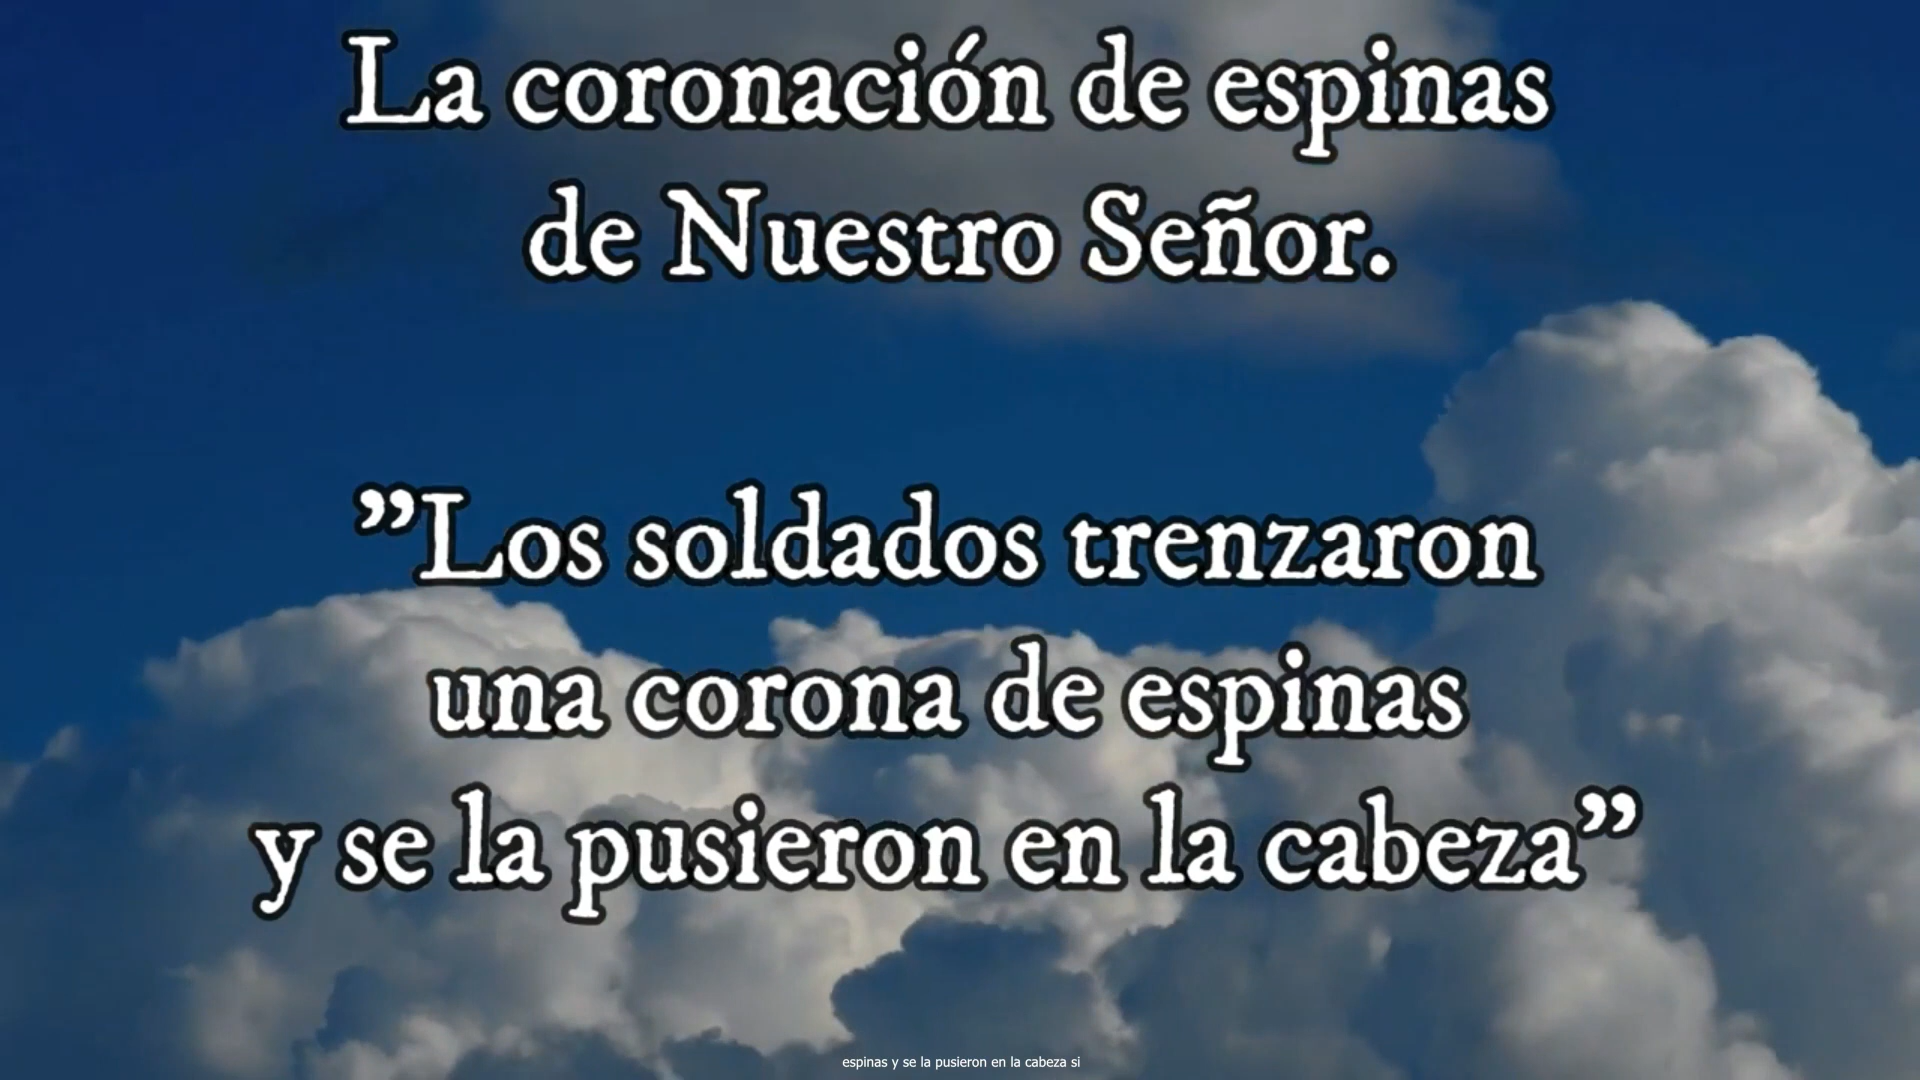 La coronación de espinas
de Nuestro Señor.
”Los soldados trenzaron
una corona de espinas
y se la pusieron en la cabeza”
espinas y se la pusieron en la cabeza si